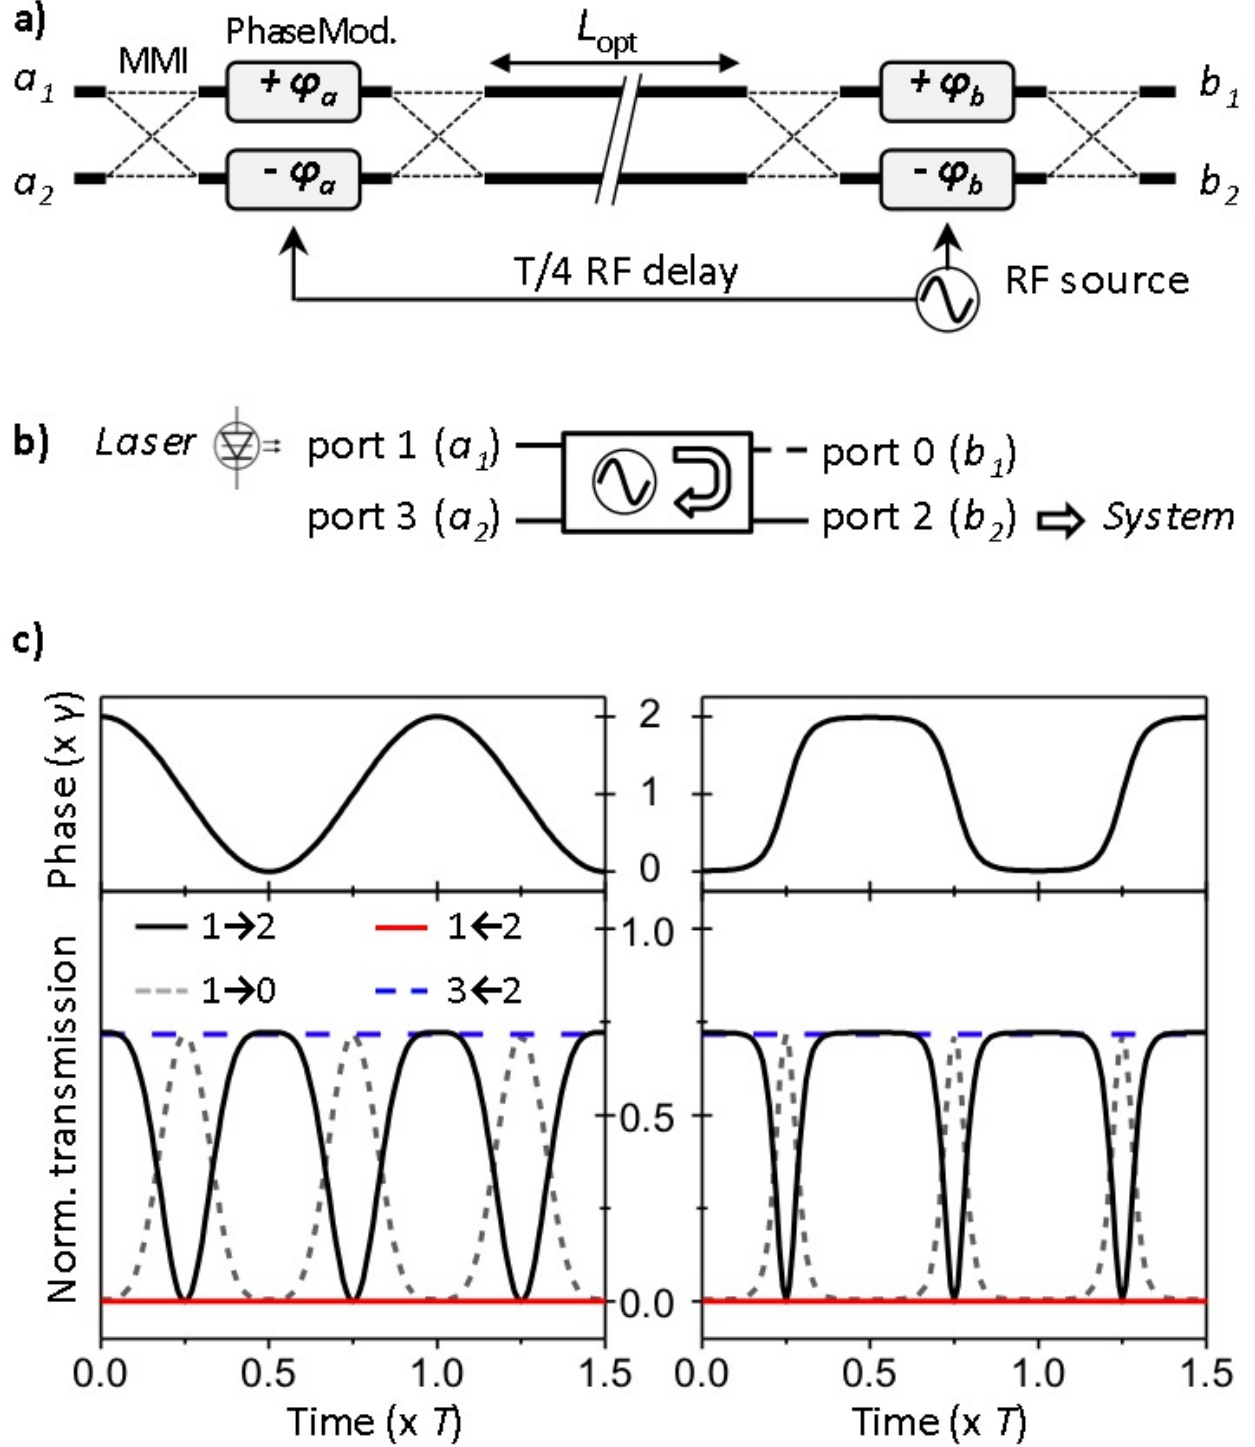 a)
PhaseMod.
L_opt
MMI
a_1
+ φ_a
+ φ_b
b_1
a_2
- φ_a
- φ_b
b_2
T/4 RF delay
RF source
b)
Laser
port 1 (a_1)
port 0 (b_1)
port 3 (a_2)
port 2 (b_2)
System
c)
Phase (x γ)
2
1
0
Norm. transmission
1→2
1←2
1→0
3←2
1.0
0.5
0.0
0.0 0.5 1.0 1.5
0.0 0.5 1.0 1.5
Time (x T)
Time (x T)